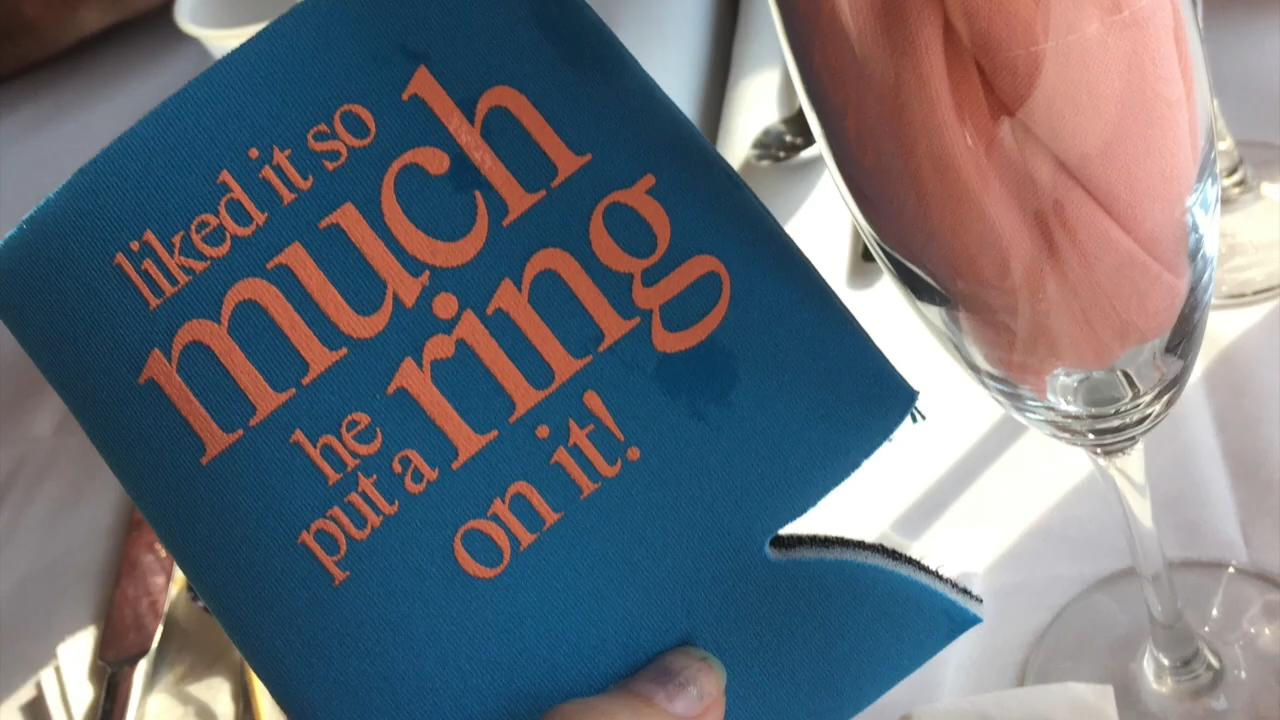 liked it so
much
he ring
put a
on it!